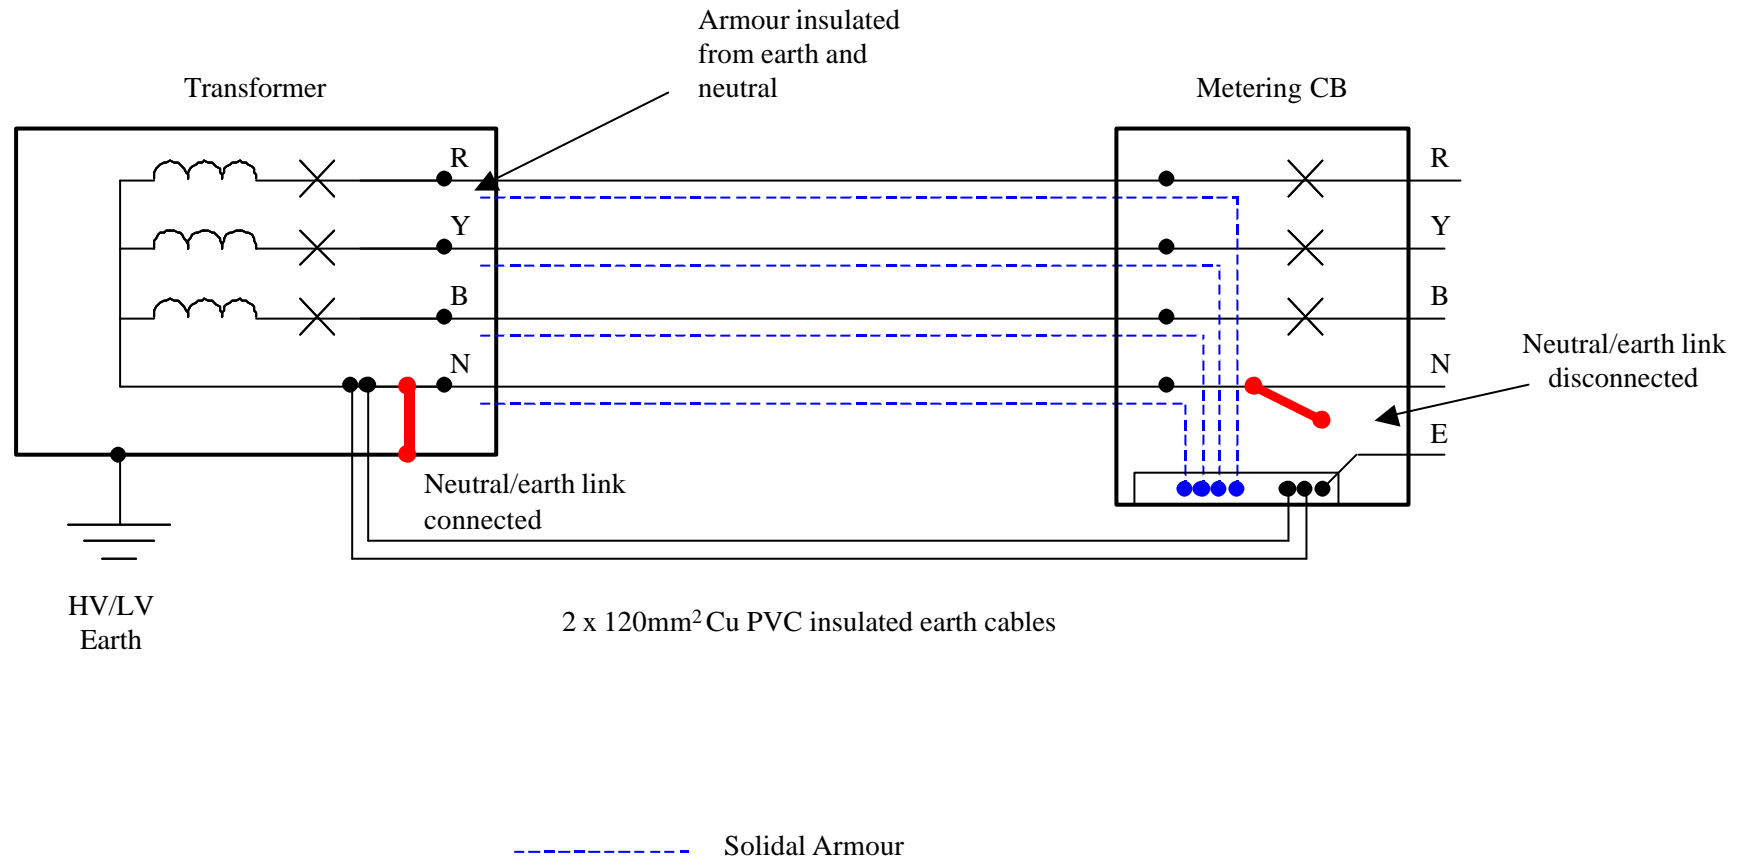 Armour insulated
from earth and
neutral
Transformer
Metering CB
R
R
Y
Y
B
B
N
N
Neutral/earth link
disconnected
E
Neutral/earth link
connected
HV/LV
Earth
2 x 120mm² Cu PVC insulated earth cables
Solidal Armour